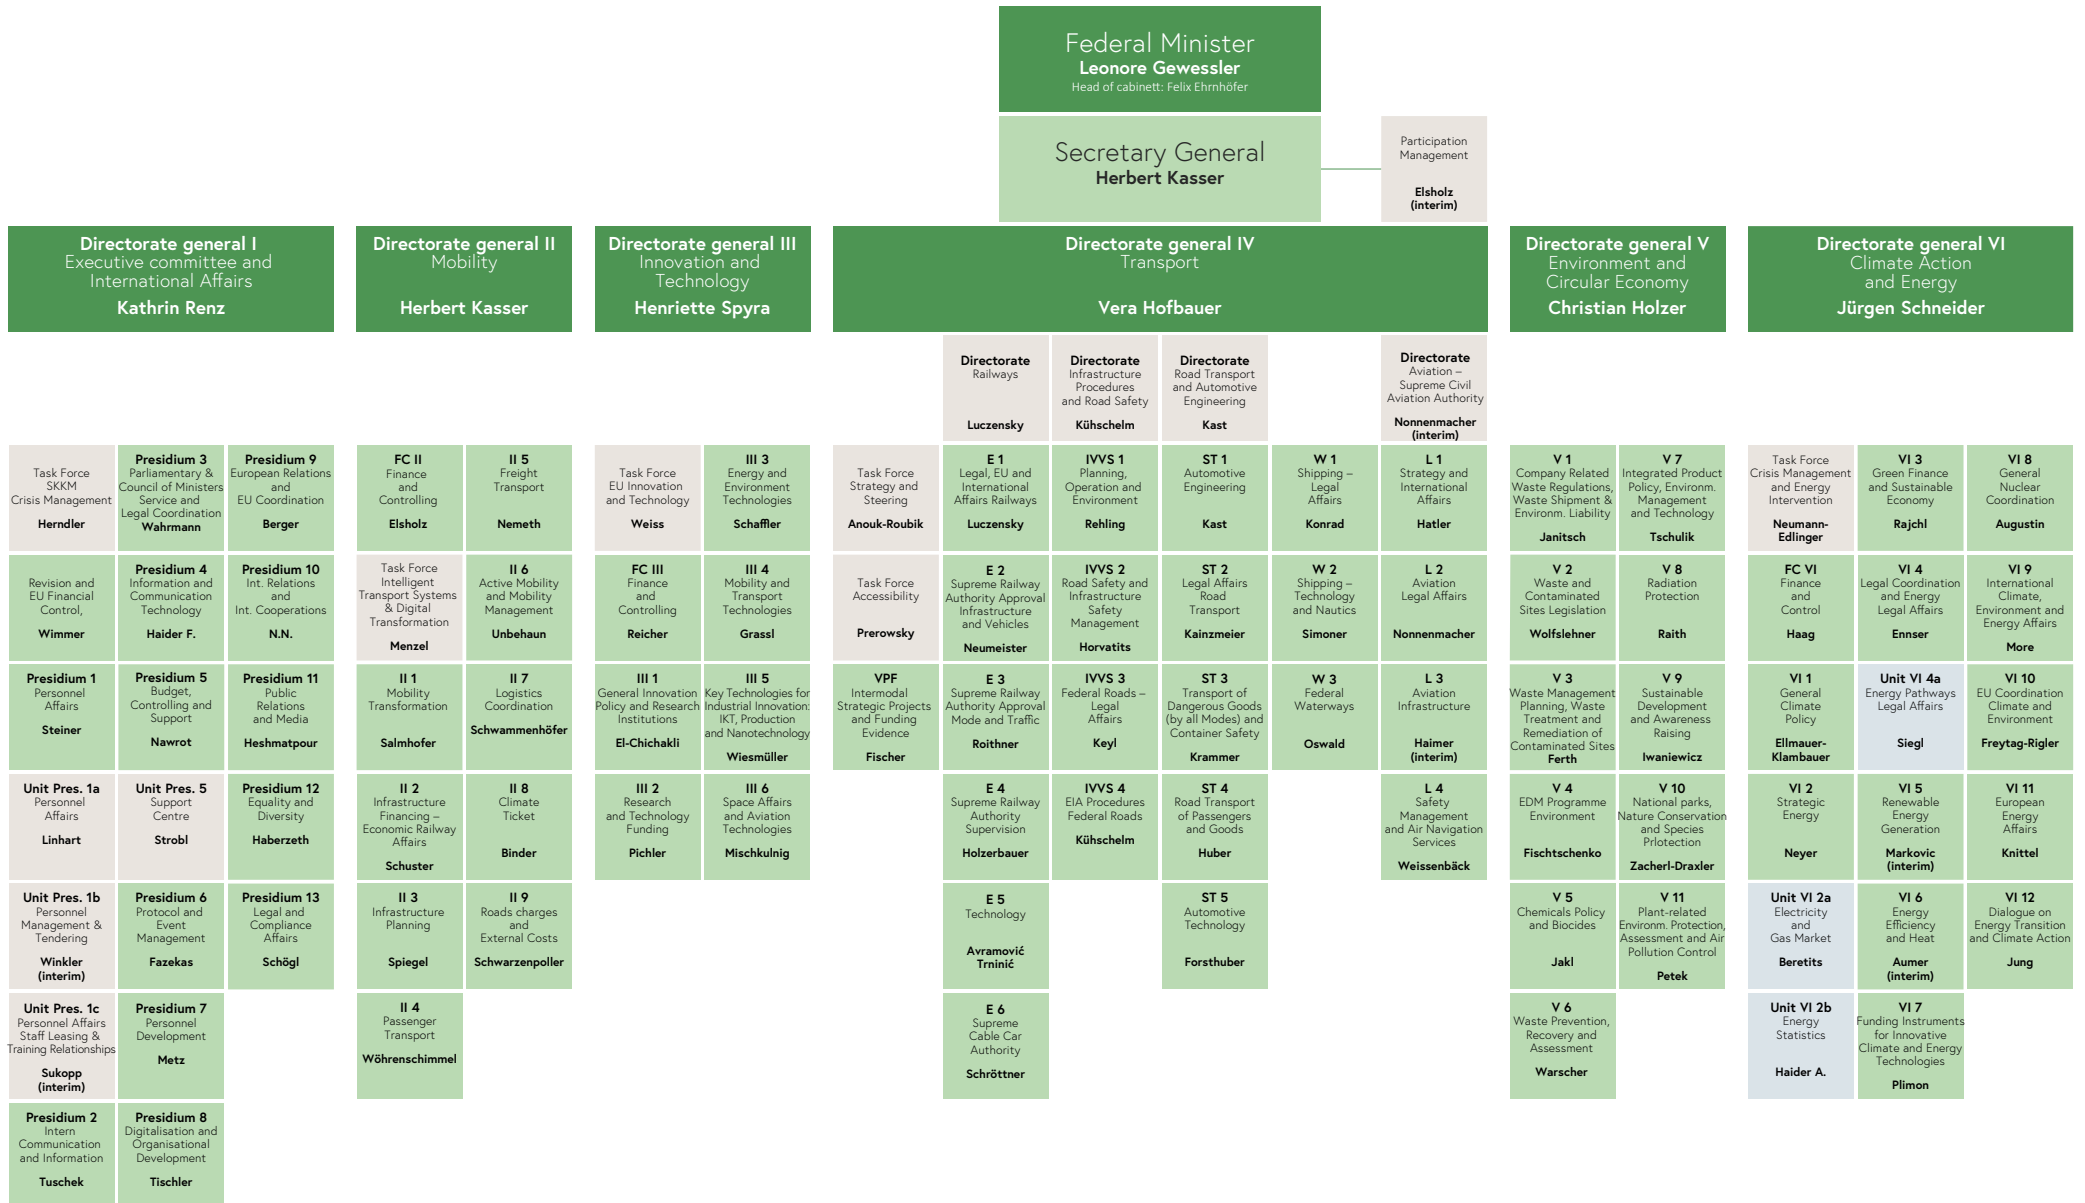 Federal Minister
Leonore Gewessler
Head of cabinett: Felix Ehrnhöfer
Secretary General
Herbert Kasser
Participation
Management
Elsholz
(interim)
Directorate general I
Executive committee and
International Affairs
Kathrin Renz
Directorate general II
Mobility
Herbert Kasser
Directorate general III
Innovation and
Technology
Henriette Spyra
Directorate general IV
Transport
Vera Hofbauer
Directorate general V
Environment and
Circular Economy
Christian Holzer
Directorate general VI
Climate Action
and Energy
Jürgen Schneider
Directorate
Railways
Luczensky
Directorate
Infrastructure
Procedures
and Road Safety
Kühschelm
Directorate
Road Transport
and Automotive
Engineering
Kast
Directorate
Aviation –
Supreme Civil
Aviation Authority
Nonnenmacher
(interim)
Task Force
SKKM
Crisis Management
Herndler
Revision and
EU Financial
Control,
Wimmer
Presidium 1
Personnel
Affairs
Steiner
Unit Pres. 1a
Personnel
Affairs
Linhart
Unit Pres. 1b
Personnel
Management &
Tendering
Winkler
(interim)
Unit Pres. 1c
Personnel Affairs
Staff Leasing &
Training Relationships
Sukopp
(interim)
Presidium 2
Intern
Communication
and Information
Tuschek
Presidium 3
Parliamentary &
Council of Ministers
Service and
Legal Coordination
Wahrmann
Presidium 4
Information and
Communication
Technology
Haider F.
Presidium 5
Budget,
Controlling and
Support
Nawrot
Unit Pres. 5
Support
Centre
Strobl
Presidium 6
Protocol and
Event
Management
Fazekas
Presidium 7
Personnel
Development
Metz
Presidium 8
Digitalisation and
Organisational
Development
Tischler
Presidium 9
European Relations
and
EU Coordination
Berger
Presidium 10
Int. Relations
and
Int. Cooperations
N.N.
Presidium 11
Public
Relations
and Media
Heshmatpour
Presidium 12
Equality and
Diversity
Haberzeth
Presidium 13
Legal and
Compliance
Affairs
Schögl
FC II
Finance
and
Controlling
Elsholz
Task Force
Intelligent
Transport Systems
& Digital
Transformation
Menzel
II 1
Mobility
Transformation
Salmhofer
II 2
Infrastructure
Financing –
Economic Railway
Affairs
Schuster
II 3
Infrastructure
Planning
Spiegel
II 4
Passenger
Transport
Wöhrenschimmel
II 5
Freight
Transport
Nemeth
II 6
Active Mobility
and Mobility
Management
Unbehaun
II 7
Logistics
Coordination
Schwammenhöfer
II 8
Climate
Ticket
Binder
II 9
Roads charges
and
External Costs
Schwarzenpoller
Task Force
EU Innovation
and Technology
Weiss
FC III
Finance
and
Controlling
Reicher
III 1
General Innovation
Policy and Research
Institutions
El-Chichakli
III 2
Research
and Technology
Funding
Pichler
III 3
Energy and
Environment
Technologies
Schaffler
III 4
Mobility and
Transport
Technologies
Grassl
III 5
Key Technologies for
Industrial Innovation:
IKT, Production
and Nanotechnology
Wiesmüller
III 6
Space Affairs
and Aviation
Technologies
Mischkulnig
Task Force
Strategy and
Steering
Anouk-Roubik
Task Force
Accessibility
Prerowsky
VPF
Intermodal
Strategic Projects
and Funding
Evidence
Fischer
E 1
Legal, EU and
International
Affairs Railways
Luczensky
E 2
Supreme Railway
Authority Approval
Infrastructure
and Vehicles
Neumeister
E 3
Supreme Railway
Authority Approval
Mode and Traffic
Roithner
E 4
Supreme Railway
Authority
Supervision
Holzerbauer
E 5
Technology
Avramović
Trninić
E 6
Supreme
Cable Car
Authority
Schröttner
IVVS 1
Planning,
Operation and
Environment
Rehling
IVVS 2
Road Safety and
Infrastructure
Safety
Management
Horvatits
IVVS 3
Federal Roads –
Legal
Affairs
Keyl
IVVS 4
EIA Procedures
Federal Roads
Kühschelm
ST 1
Automotive
Engineering
Kast
ST 2
Legal Affairs
Road
Transport
Kainzmeier
ST 3
Transport of
Dangerous Goods
(by all Modes) and
Container Safety
Krammer
ST 4
Road Transport
of Passengers
and Goods
Huber
ST 5
Automotive
Technology
Forsthuber
W 1
Shipping –
Legal
Affairs
Konrad
W 2
Shipping –
Technology
and Nautics
Simoner
W 3
Federal
Waterways
Oswald
L 1
Strategy and
International
Affairs
Hatler
L 2
Aviation
Legal Affairs
Nonnenmacher
L 3
Aviation
Infrastructure
Haimer
(interim)
L 4
Safety
Management
and Air Navigation
Services
Weissenbäck
V 1
Company Related
Waste Regulations,
Waste Shipment &
Environm. Liability
Janitsch
V 2
Waste and
Contaminated
Sites Legislation
Wolfslehner
V 3
Waste Management
Planning, Waste
Treatment and
Remediation of
Contaminated Sites
Ferth
V 4
EDM Programme
Environment
Fischtschenko
V 5
Chemicals Policy
and Biocides
Jakl
V 6
Waste Prevention,
Recovery and
Assessment
Warscher
V 7
Integrated Product
Policy, Environm.
Management
and Technology
Tschulik
V 8
Radiation
Protection
Raith
V 9
Sustainable
Development
and Awareness
Raising
Iwaniewicz
V 10
National parks,
Nature Conservation
and Species
Prlotection
Zacherl-Draxler
V 11
Plant-related
Environm. Protection,
Assessment and Air
Pollution Control
Petek
Task Force
Crisis Management
and Energy
Intervention
Neumann-
Edlinger
FC VI
Finance
and
Control
Haag
VI 1
General
Climate
Policy
Ellmauer-
Klambauer
VI 2
Strategic
Energy
Neyer
Unit VI 2a
Electricity
and
Gas Market
Beretits
Unit VI 2b
Energy
Statistics
Haider A.
VI 3
Green Finance
and Sustainable
Economy
Rajchl
VI 4
Legal Coordination
and Energy
Legal Affairs
Ennser
Unit VI 4a
Energy Pathways
Legal Affairs
Siegl
VI 5
Renewable
Energy
Generation
Markovic
(interim)
VI 6
Energy
Efficiency
and Heat
Aumer
(interim)
VI 7
Funding Instruments
for Innovative
Climate and Energy
Technologies
Plimon
VI 8
General
Nuclear
Coordination
Augustin
VI 9
International
Climate,
Environment and
Energy Affairs
More
VI 10
EU Coordination
Climate and
Environment
Freytag-Rigler
VI 11
European
Energy
Affairs
Knittel
VI 12
Dialogue on
Energy Transition
and Climate Action
Jung